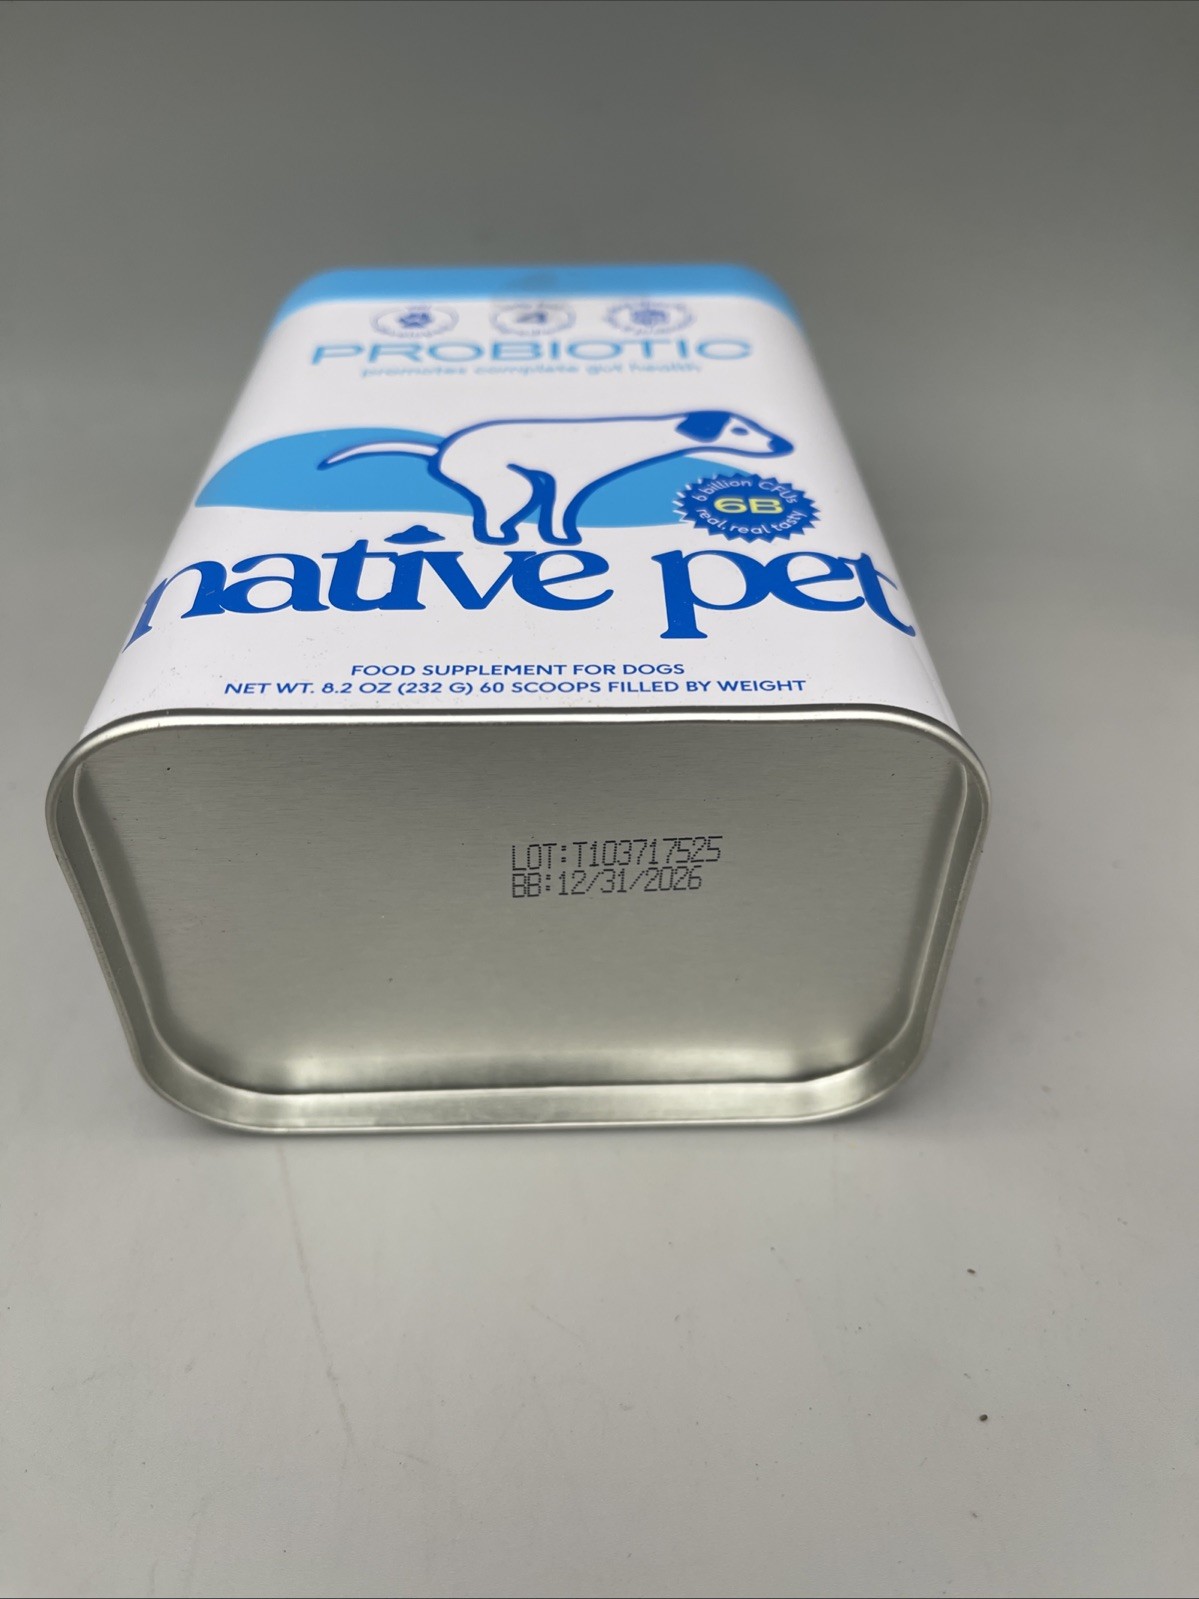 PROBIOTIC
promotes complete gut health
6 billion CFUs
6B
real, real tasty
native pet
FOOD SUPPLEMENT FOR DOGS
NET WT. 8.2 OZ (232 G) 60 SCOOPS FILLED BY WEIGHT
LOT:T103717525
BB:12/31/2026